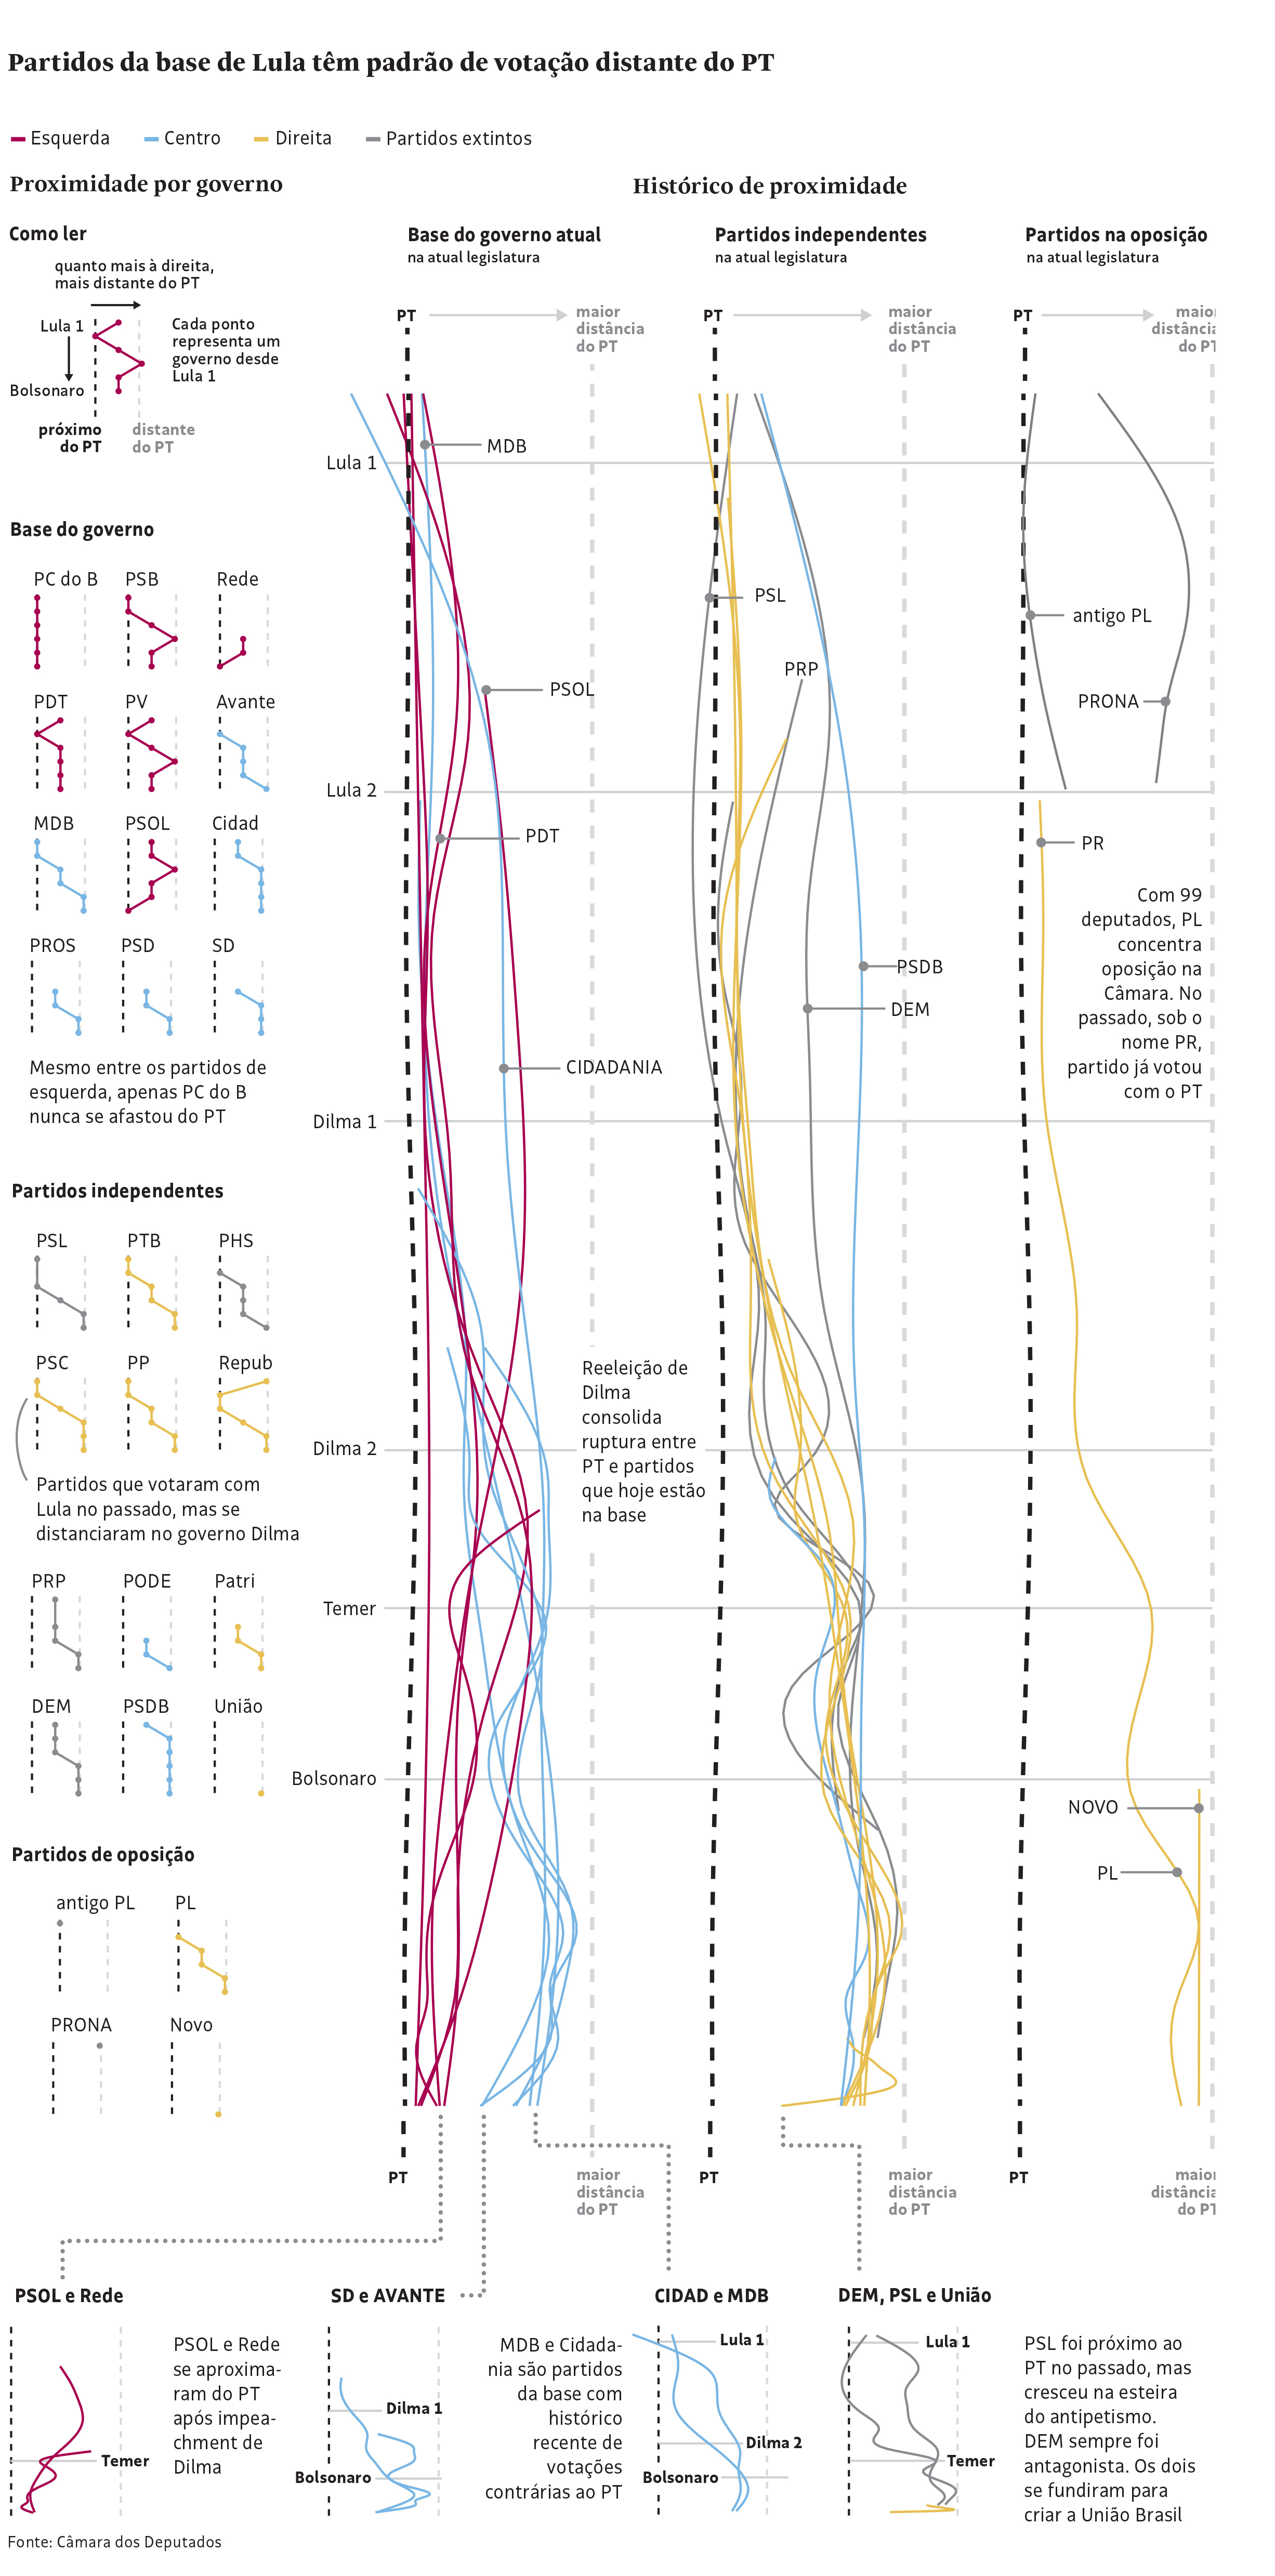 Partidos da base de Lula têm padrão de votação distante do PT
Esquerda
Centro
Direita
Partidos extintos
Proximidade por governo
Como ler
quanto mais à direita,
mais distante do PT
Lula 1
Bolsonaro
Cada ponto
representa um
governo desde
Lula 1
próximo
do PT
distante
do PT
Base do governo
PC do B
PSB
Rede
PDT
PV
Avante
MDB
PSOL
Cidad
PROS
PSD
SD
Mesmo entre os partidos de
esquerda, apenas PC do B
nunca se afastou do PT
Partidos independentes
PSL
PTB
PHS
PSC
PP
Repub
Partidos que votaram com
Lula no passado, mas se
distanciaram no governo Dilma
PRP
PODE
Patri
DEM
PSDB
União
Partidos de oposição
antigo PL
PL
PRONA
Novo
Histórico de proximidade
Base do governo atual
na atual legislatura
PT
maior
distância
do PT
MDB
Lula 1
PSOL
Lula 2
PDT
CIDADANIA
Dilma 1
Reeleição de
Dilma
consolida
ruptura entre
PT e partidos
que hoje estão
na base
Dilma 2
Temer
Bolsonaro
PT
maior
distância
do PT
Partidos independentes
na atual legislatura
PT
maior
distância
do PT
PSL
PRP
PSDB
DEM
PT
maior
distância
do PT
Partidos na oposição
na atual legislatura
PT
maior
distância
do PT
antigo PL
PRONA
PR
Com 99
deputados, PL
concentra
oposição na
Câmara. No
passado, sob o
nome PR,
partido já votou
com o PT
NOVO
PL
PT
maior
distância
do PT
PSOL e Rede
PSOL e Rede
se aproxima-
ram do PT
após impea-
chment de
Dilma
Temer
SD e AVANTE
Dilma 1
Bolsonaro
MDB e Cidada-
nia são partidos
da base com
histórico
recente de
votações
contrárias ao PT
CIDAD e MDB
Lula 1
Dilma 2
Bolsonaro
DEM, PSL e União
Lula 1
Temer
PSL foi próximo ao
PT no passado, mas
cresceu na esteira
do antipetismo.
DEM sempre foi
antagonista. Os dois
se fundiram para
criar a União Brasil
Fonte: Câmara dos Deputados